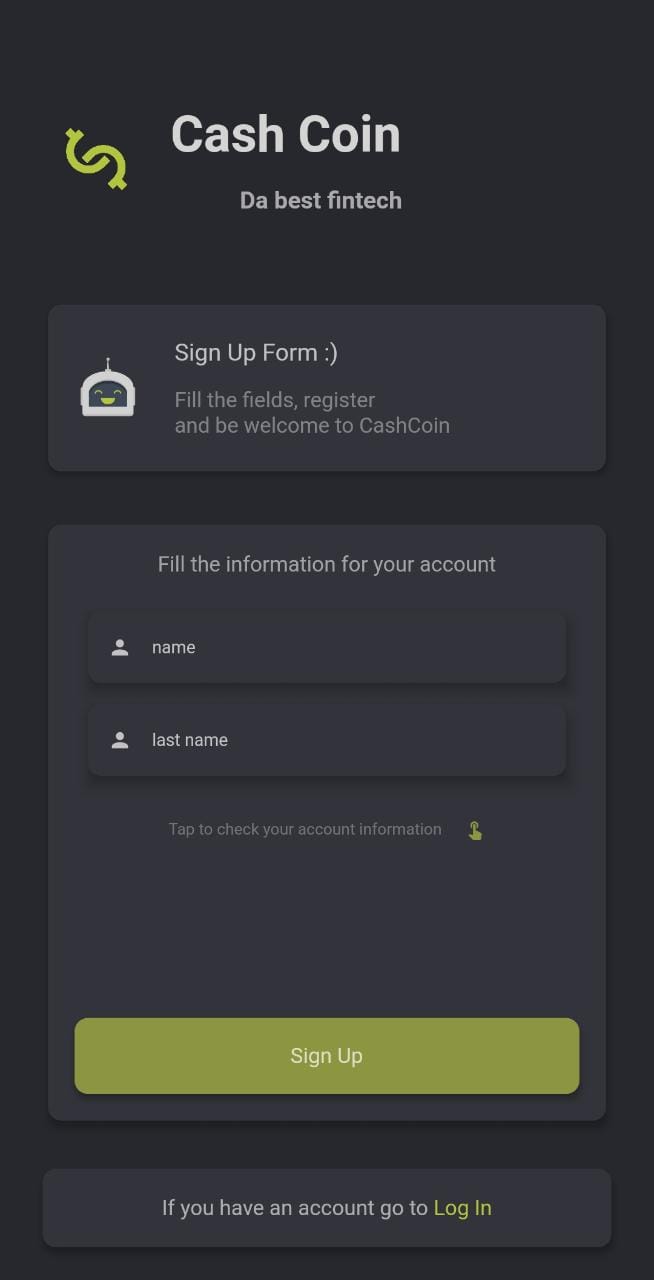 Cash Coin
Da best fintech
Sign Up Form :)
Fill the fields, register
and be welcome to CashCoin
Fill the information for your account
name
last name
Tap to check your account information
Sign Up
If you have an account go to Log In